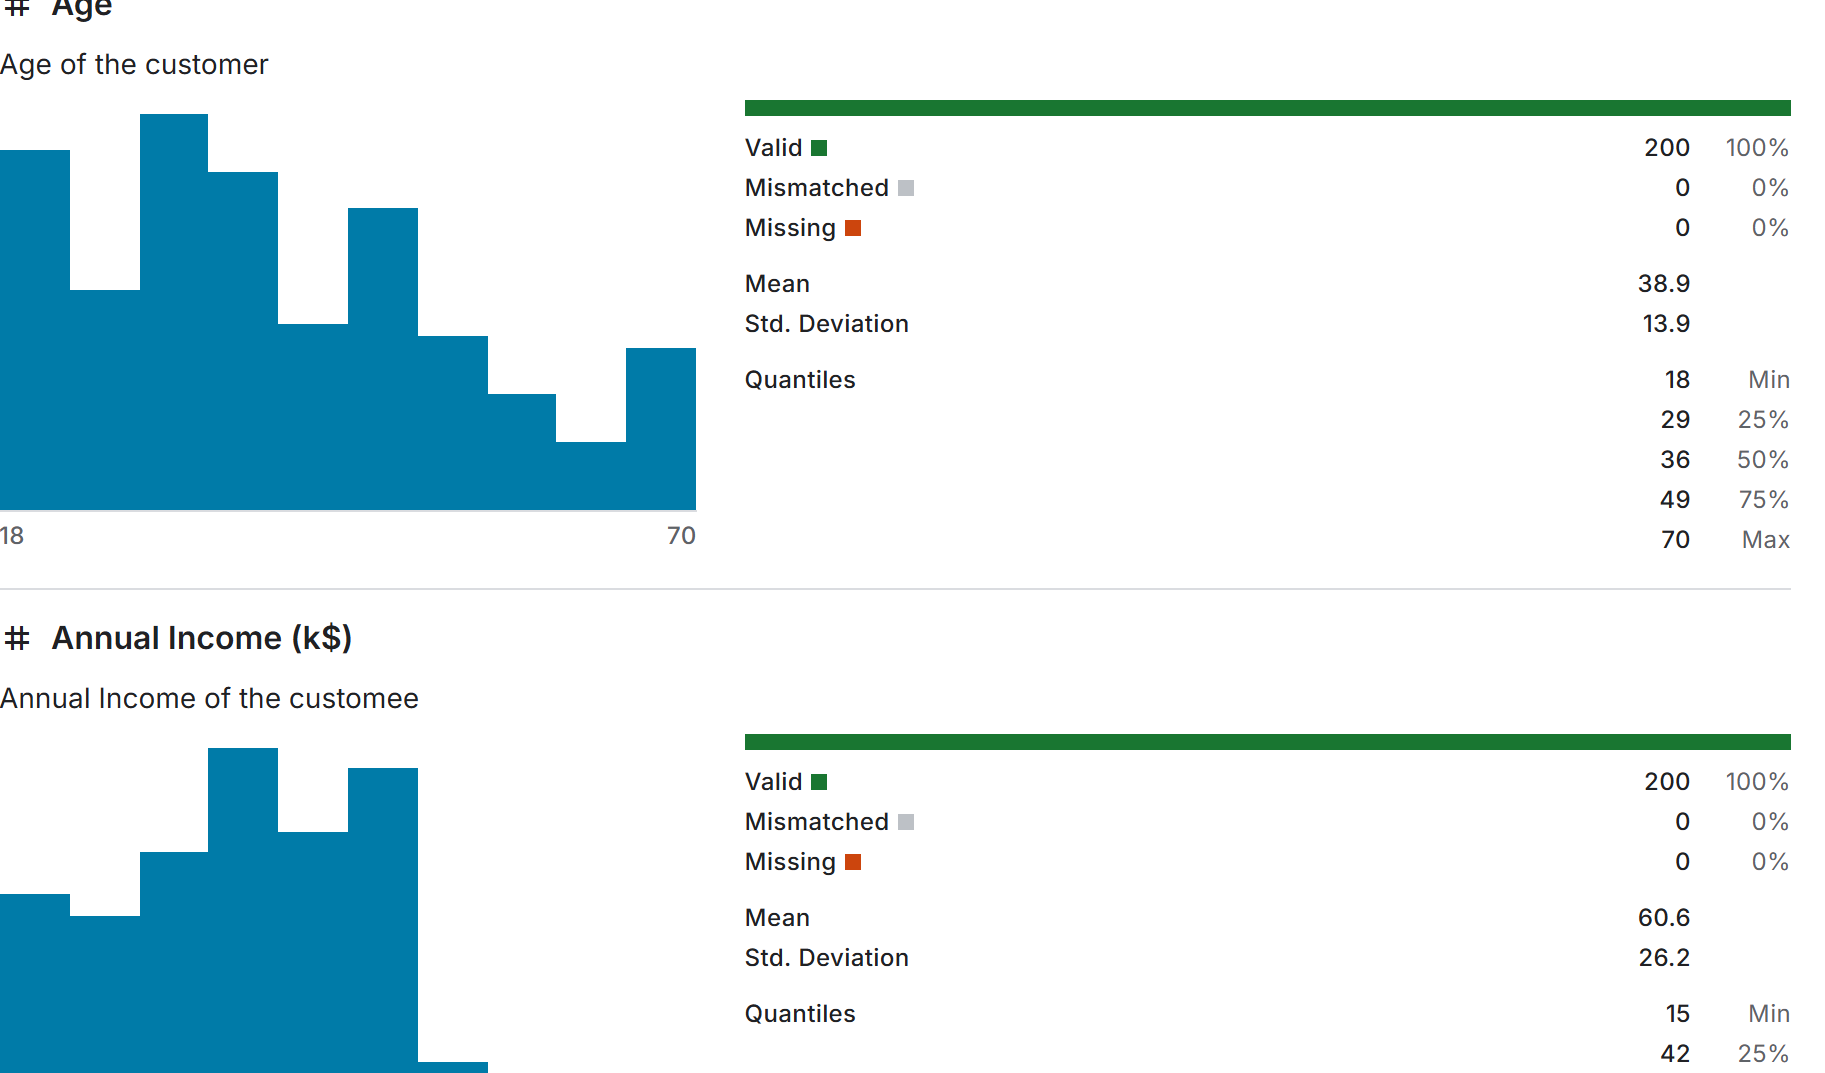 # Age
Age of the customer
Valid 200 100%
Mismatched 0 0%
Missing 0 0%
Mean 38.9
Std. Deviation 13.9
Quantiles 18 Min
29 25%
36 50%
49 75%
70 Max
18 70
# Annual Income (k$)
Annual Income of the customee
Valid 200 100%
Mismatched 0 0%
Missing 0 0%
Mean 60.6
Std. Deviation 26.2
Quantiles 15 Min
42 25%